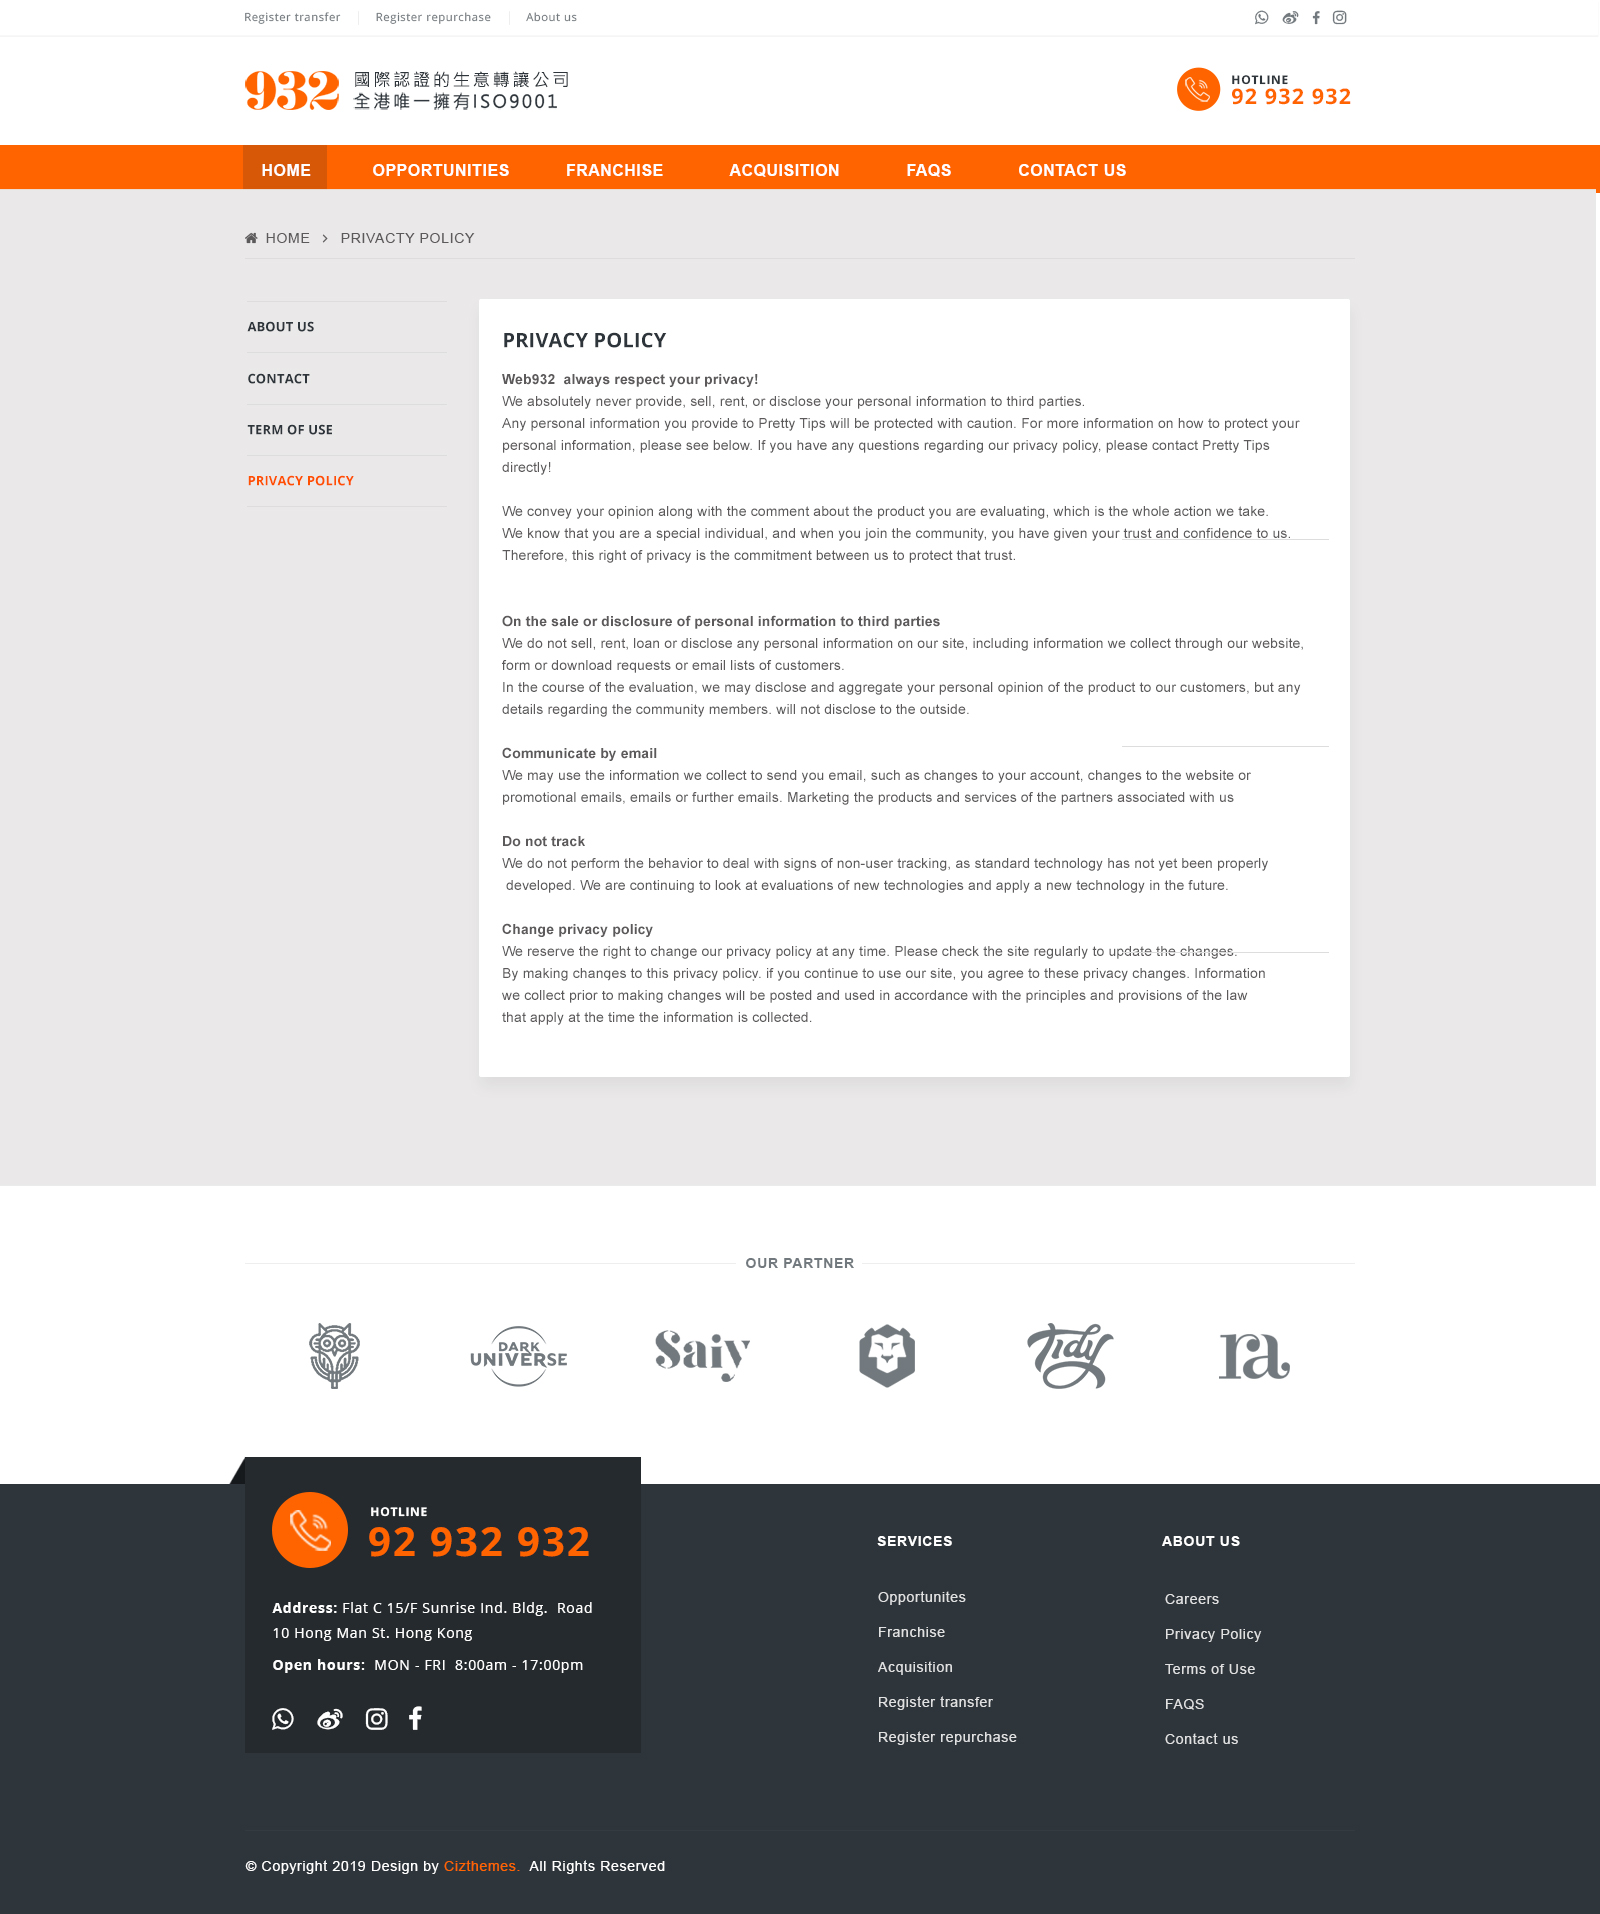 Register transfer
Register repurchase
About us
932 國際認證的生意轉讓公司
全港唯一擁有ISO9001
HOTLINE
92 932 932
HOME
OPPORTUNITIES
FRANCHISE
ACQUISITION
FAQS
CONTACT US
HOME > PRIVACTY POLICY
ABOUT US
CONTACT
TERM OF USE
PRIVACY POLICY
PRIVACY POLICY
Web932 always respect your privacy!
We absolutely never provide, sell, rent, or disclose your personal information to third parties.
Any personal information you provide to Pretty Tips will be protected with caution. For more information on how to protect your
personal information, please see below. If you have any questions regarding our privacy policy, please contact Pretty Tips
directly!
We convey your opinion along with the comment about the product you are evaluating, which is the whole action we take.
We know that you are a special individual, and when you join the community, you have given your trust and confidence to us.
Therefore, this right of privacy is the commitment between us to protect that trust.
On the sale or disclosure of personal information to third parties
We do not sell, rent, loan or disclose any personal information on our site, including information we collect through our website,
form or download requests or email lists of customers.
In the course of the evaluation, we may disclose and aggregate your personal opinion of the product to our customers, but any
details regarding the community members. will not disclose to the outside.
Communicate by email
We may use the information we collect to send you email, such as changes to your account, changes to the website or
promotional emails, emails or further emails. Marketing the products and services of the partners associated with us
Do not track
We do not perform the behavior to deal with signs of non-user tracking, as standard technology has not yet been properly
developed. We are continuing to look at evaluations of new technologies and apply a new technology in the future.
Change privacy policy
We reserve the right to change our privacy policy at any time. Please check the site regularly to update the changes.
By making changes to this privacy policy. if you continue to use our site, you agree to these privacy changes. Information
we collect prior to making changes will be posted and used in accordance with the principles and provisions of the law
that apply at the time the information is collected.
OUR PARTNER
DARK
UNIVERSE
Saiy
Tidy
ra
HOTLINE
92 932 932
Address: Flat C 15/F Sunrise Ind. Bldg. Road
10 Hong Man St. Hong Kong
Open hours: MON - FRI 8:00am - 17:00pm
SERVICES
Opportunites
Franchise
Acquisition
Register transfer
Register repurchase
ABOUT US
Careers
Privacy Policy
Terms of Use
FAQS
Contact us
© Copyright 2019 Design by Cizthemes. All Rights Reserved